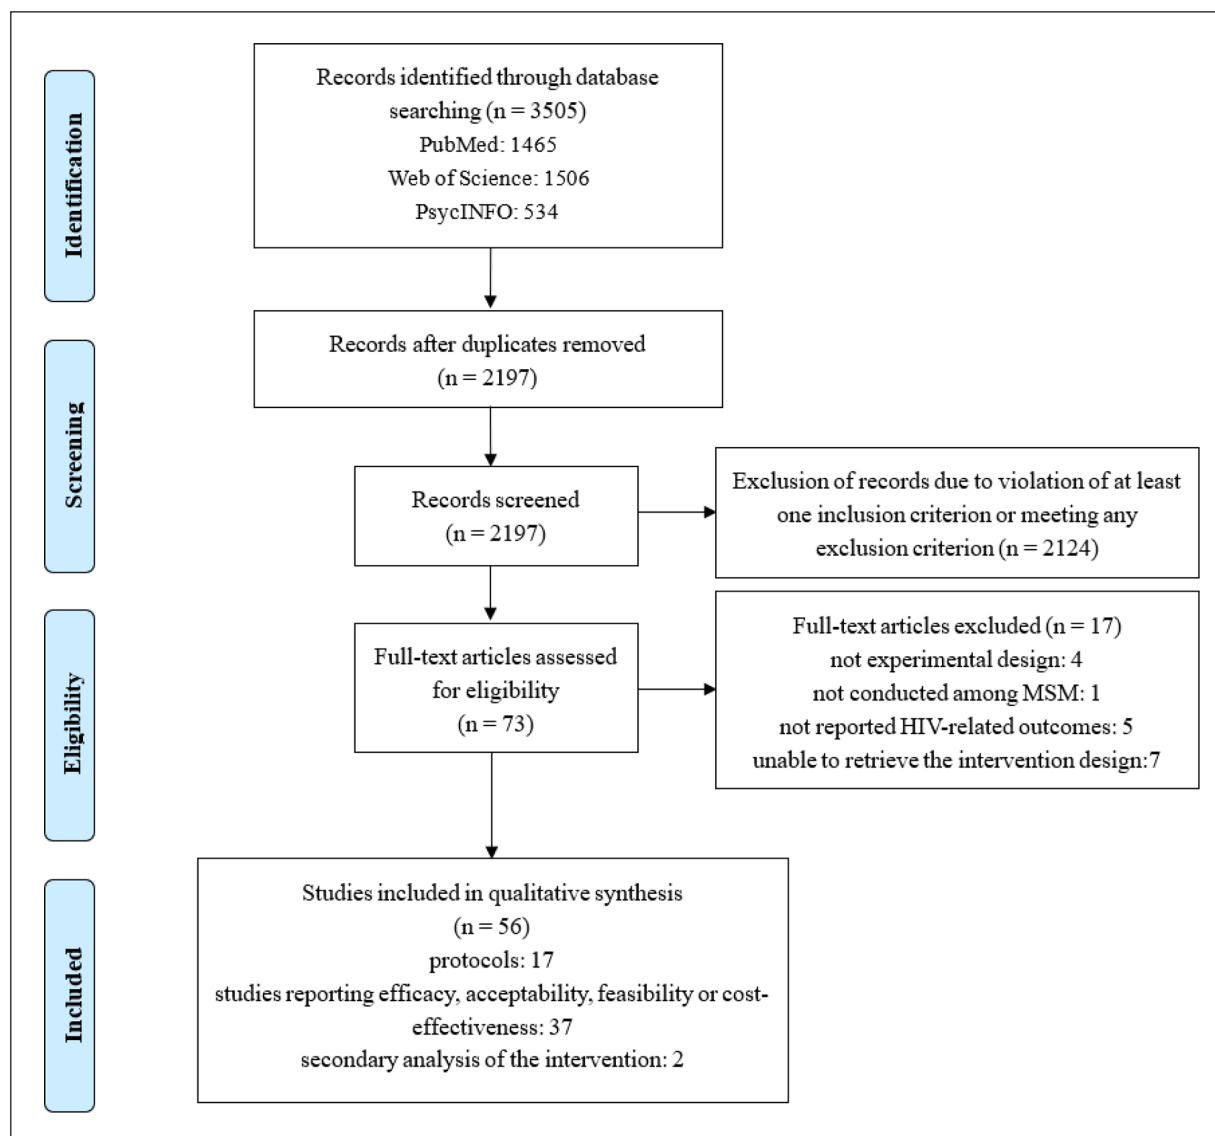 Identification
Records identified through database
searching (n = 3505)
PubMed: 1465
Web of Science: 1506
PsycINFO: 534
Screening
Records after duplicates removed
(n = 2197)
Records screened
(n = 2197)
Exclusion of records due to violation of at least
one inclusion criterion or meeting any
exclusion criterion (n = 2124)
Eligibility
Full-text articles assessed
for eligibility
(n = 73)
Full-text articles excluded (n = 17)
not experimental design: 4
not conducted among MSM: 1
not reported HIV-related outcomes: 5
unable to retrieve the intervention design:7
Included
Studies included in qualitative synthesis
(n = 56)
protocols: 17
studies reporting efficacy, acceptability, feasibility or cost-
effectiveness: 37
secondary analysis of the intervention: 2